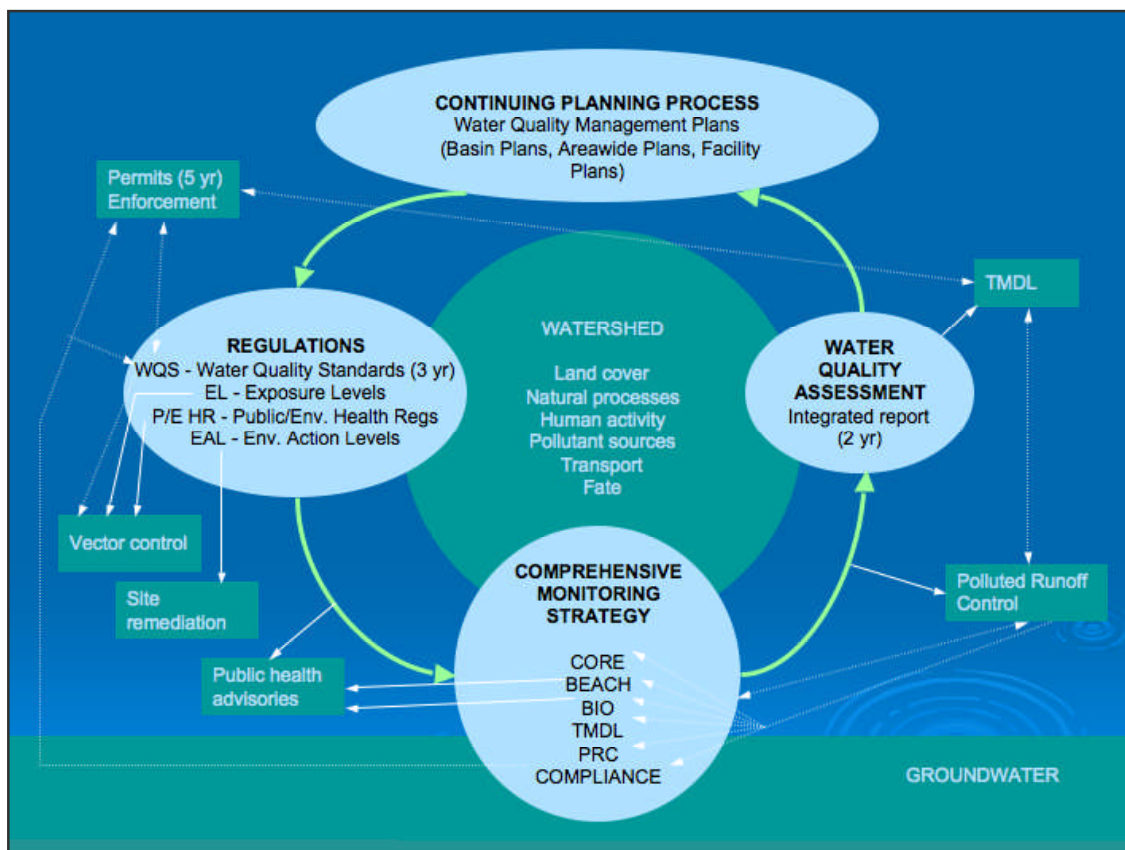 CONTINUING PLANNING PROCESS
Water Quality Management Plans
(Basin Plans, Areawide Plans, Facility
Plans)
Permits (5 yr)
Enforcement
TMDL
WATERSHED
Land cover
Natural processes
Human activity
Pollutant sources
Transport
Fate
REGULATIONS
WQS - Water Quality Standards (3 yr)
EL - Exposure Levels
P/E HR - Public/Env. Health Regs
EAL - Env. Action Levels
WATER
QUALITY
ASSESSMENT
Integrated report
(2 yr)
Vector control
Site
remediation
Public health
advisories
COMPREHENSIVE
MONITORING
STRATEGY
CORE
BEACH
BIO
TMDL
PRC
COMPLIANCE
Polluted Runoff
Control
GROUNDWATER